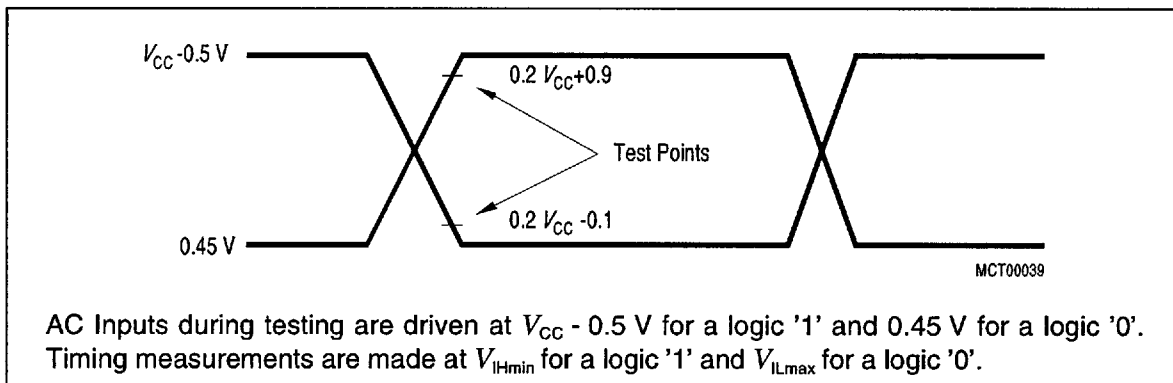 V_CC -0.5 V
0.2 V_CC+0.9
Test Points
0.2 V_CC -0.1
0.45 V
MCT00039
AC Inputs during testing are driven at V_CC - 0.5 V for a logic '1' and 0.45 V for a logic '0'.
Timing measurements are made at V_IHmin for a logic '1' and V_ILmax for a logic '0'.